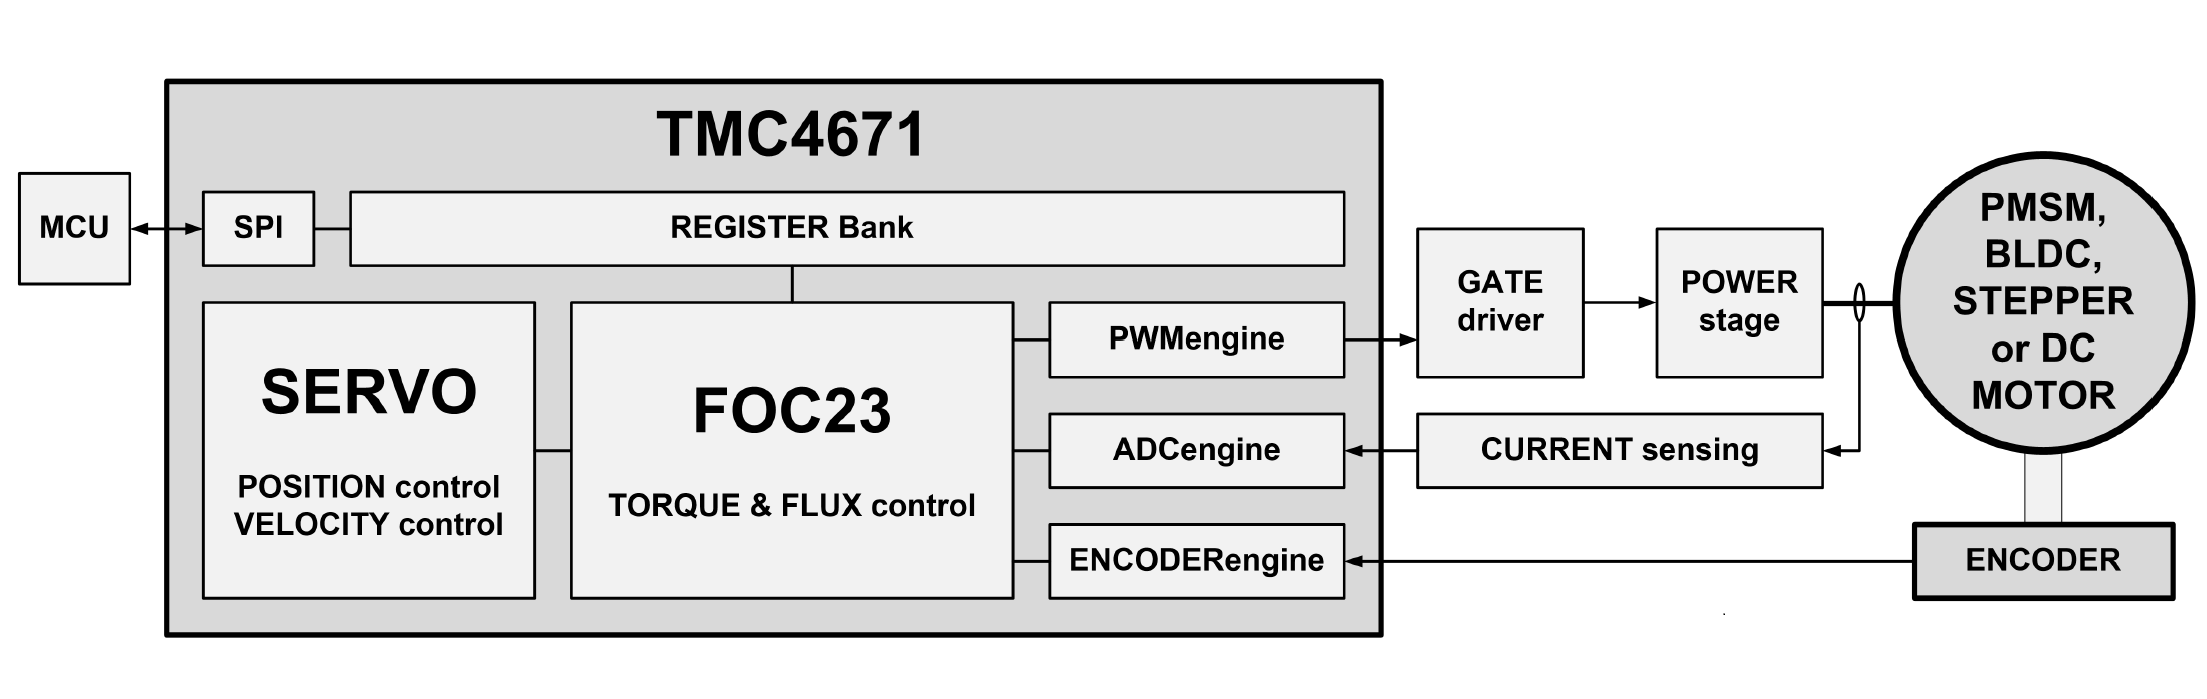 TMC4671
MCU
SPI
REGISTER Bank
SERVO
POSITION control
VELOCITY control
FOC23
TORQUE & FLUX control
PWMengine
ADCengine
ENCODERengine
GATE
driver
POWER
stage
CURRENT sensing
PMSM,
BLDC,
STEPPER
or DC
MOTOR
ENCODER